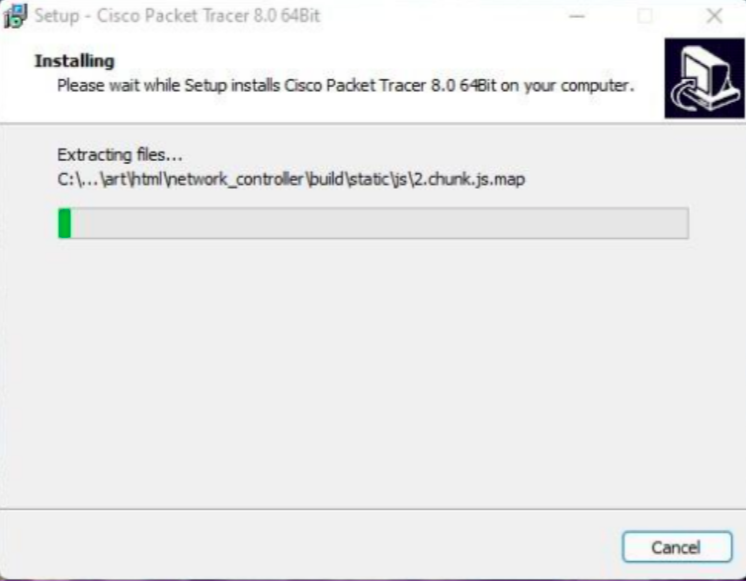 Setup - Cisco Packet Tracer 8.0 64Bit
Installing
Please wait while Setup installs Cisco Packet Tracer 8.0 64Bit on your computer.
Extracting files...
C:\...\art\html\network_controller\build\static\js\2.chunk.js.map
Cancel